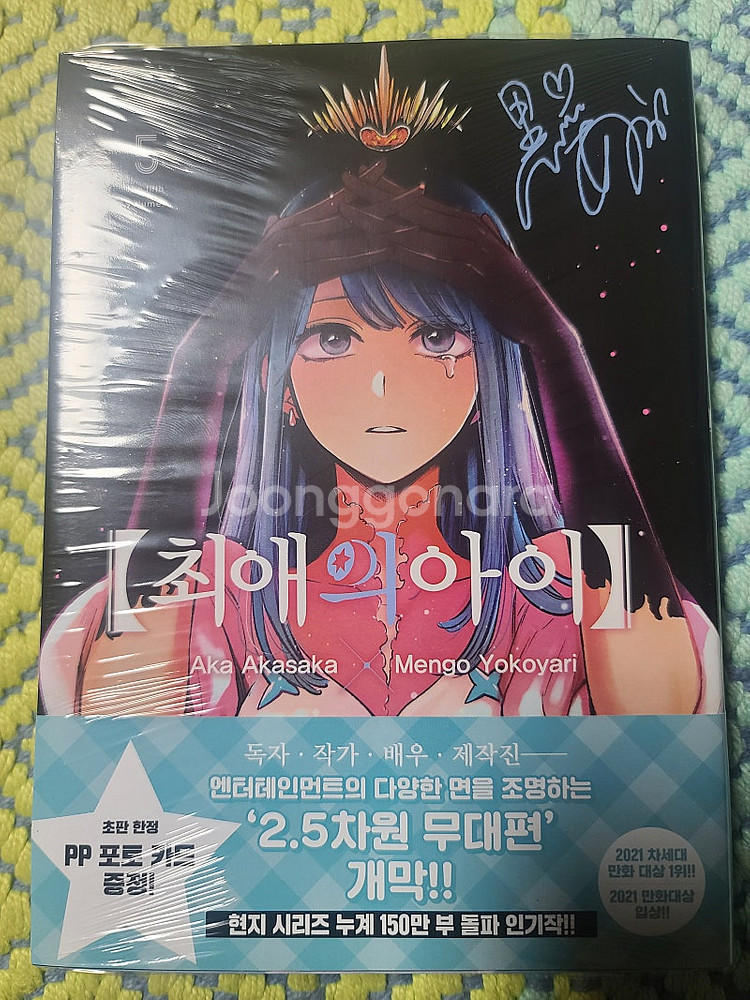 5
Volume
Joonggonara
【최애의 아이】
Aka Akasaka × Mengo Yokoyari
독자·작가·배우·제작진──
엔터테인먼트의 다양한 면을 조명하는
‘2.5차원 무대편’
개막!!
현지 시리즈 누계 150만 부 돌파 인기작!!
초판 한정
PP 포토 카드
증정!!
2021 차세대
만화 대상 1위!!
2021 만화대상
입상!!